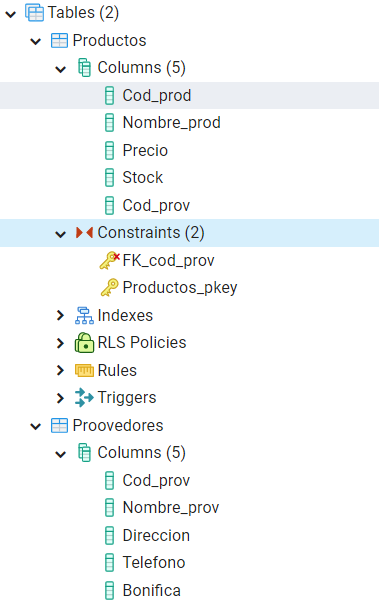 Tables (2)
Productos
Columns (5)
Cod_prod
Nombre_prod
Precio
Stock
Cod_prov
Constraints (2)
FK_cod_prov
Productos_pkey
Indexes
RLS Policies
Rules
Triggers
Proovedores
Columns (5)
Cod_prov
Nombre_prov
Direccion
Telefono
Bonifica